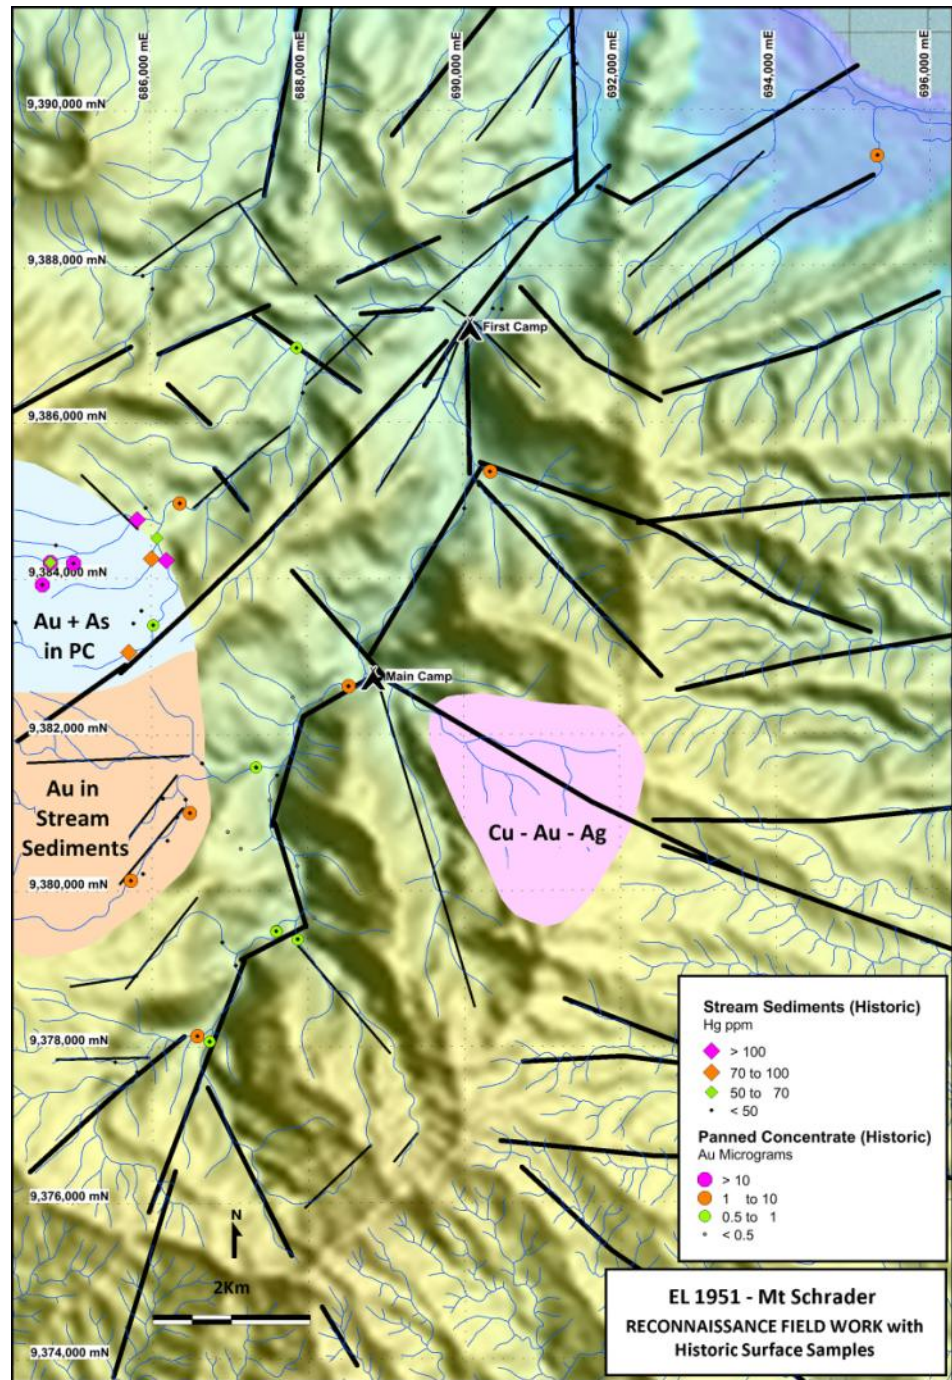 686,000 mE
688,000 mE
690,000 mE
692,000 mE
694,000 mE
696,000 mE
9,390,000 mN
9,388,000 mN
First Camp
9,386,000 mN
9,384,000 mN
Au + As
in PC
Main Camp
9,382,000 mN
Au in
Stream
Sediments
Cu - Au - Ag
9,380,000 mN
9,378,000 mN
9,376,000 mN
N
2Km
9,374,000 mN
Stream Sediments (Historic)
Hg ppm
> 100
70 to 100
50 to 70
< 50
Panned Concentrate (Historic)
Au Micrograms
> 10
1 to 10
0.5 to 1
< 0.5
EL 1951 - Mt Schrader
RECONNAISSANCE FIELD WORK with
Historic Surface Samples